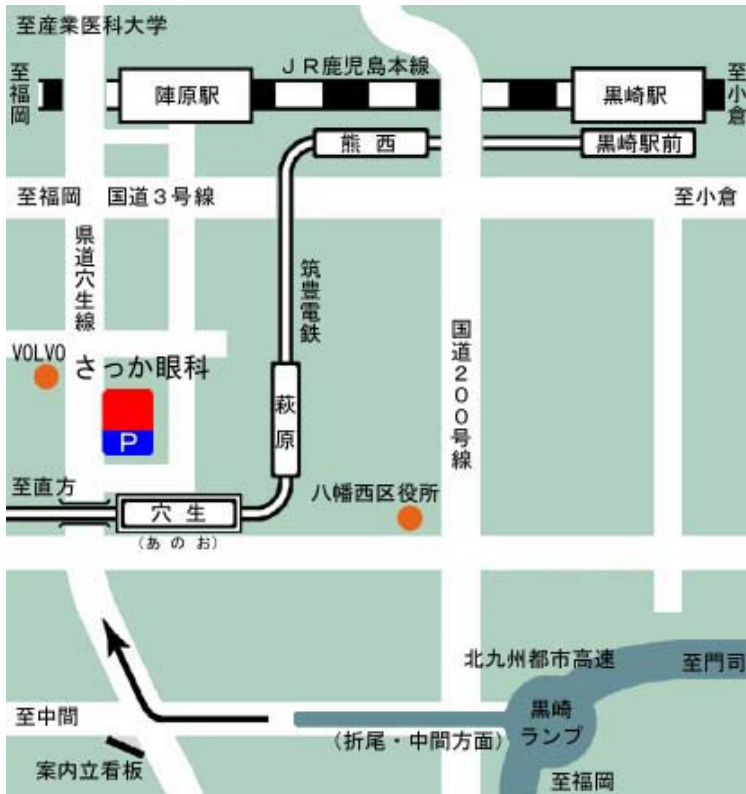 至産業医科大学
至福岡
陣原駅
ＪＲ鹿児島本線
黒崎駅
至小倉
熊西
黒崎駅前
至福岡
国道３号線
至小倉
県道穴生線
筑豊電鉄
国道２００号線
VOLVO
さっか眼科
P
萩原
至直方
穴生
(あのお)
八幡西区役所
北九州都市高速
至門司
至中間
黒崎
ランプ
(折尾・中間方面)
案内立看板
至福岡